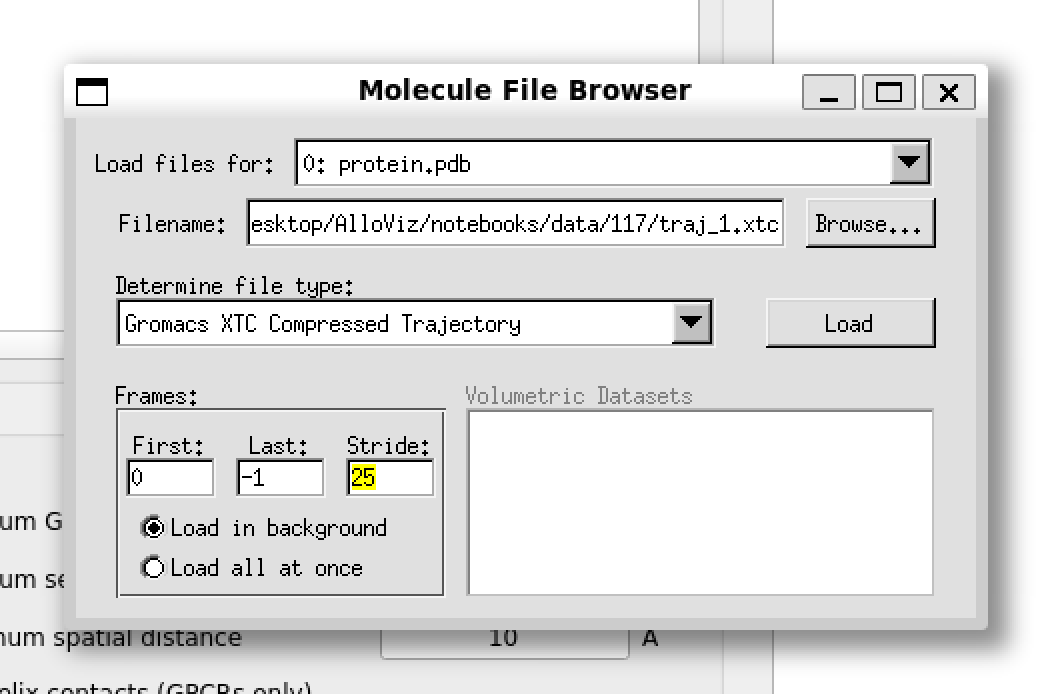 Molecule File Browser
Load files for: 0: protein.pdb
Filename: esktop/AlloViz/notebooks/data/117/traj_1.xtc Browse...
Determine file type:
Gromacs XTC Compressed Trajectory Load
Frames: Volumetric Datasets
First: Last: Stride:
0 -1 25
Load in background
Load all at once
um G
um se
num spatial distance 10 A
elix contacts (GPCRs only)